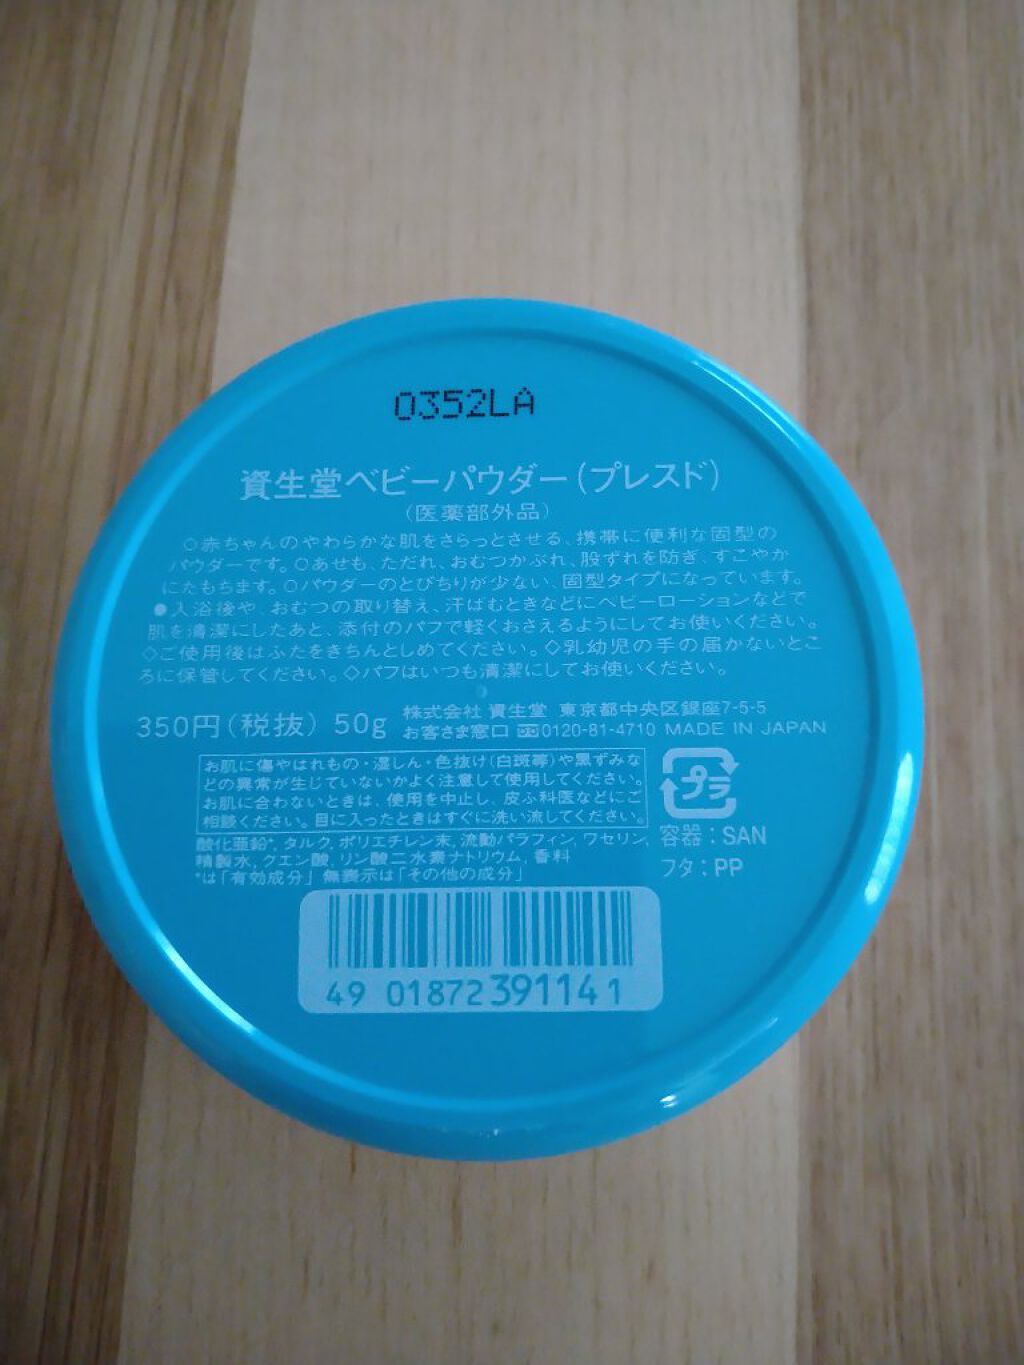 0352LA
資生堂ベビーパウダー(プレスド)
(医薬部外品)
○赤ちゃんのやわらかな肌をさらっとさせる、携帯に便利な固型の
パウダーです。○あせも、ただれ、おむつかぶれ、股ずれを防ぎ、すこやか
にたもちます。○パウダーのとびちりが少ない、固型タイプになっています。
●入浴後や、おむつの取り替え、汗ばむときなどにベビーローションなどで
肌を清潔にしたあと、添付のパフで軽くおさえるようにしてお使いください。
◇ご使用後はふたをきちんとしめてください。◇乳幼児の手の届かないとこ
ろに保管してください。◇パフはいつも清潔にしてお使いください。
350円(税抜) 50g
株式会社 資生堂 東京都中央区銀座7-5-5
お客さま窓口 0120-81-4710 MADE IN JAPAN
お肌に傷やはれもの・湿しん・色抜け(白斑等)や黒ずみな
どの異常が生じていないかよく注意して使用してください。
お肌に合わないときは、使用を中止し、皮ふ科医などにご
相談ください。目に入ったときはすぐに洗い流してください。
プラ
容器:SAN
フタ:PP
酸化亜鉛*, タルク, ポリエチレン末, 流動パラフィン, ワセリン,
精製水, クエン酸, リン酸二水素ナトリウム, 香料
*は「有効成分」 無表示は「その他の成分」
49 01872 391141